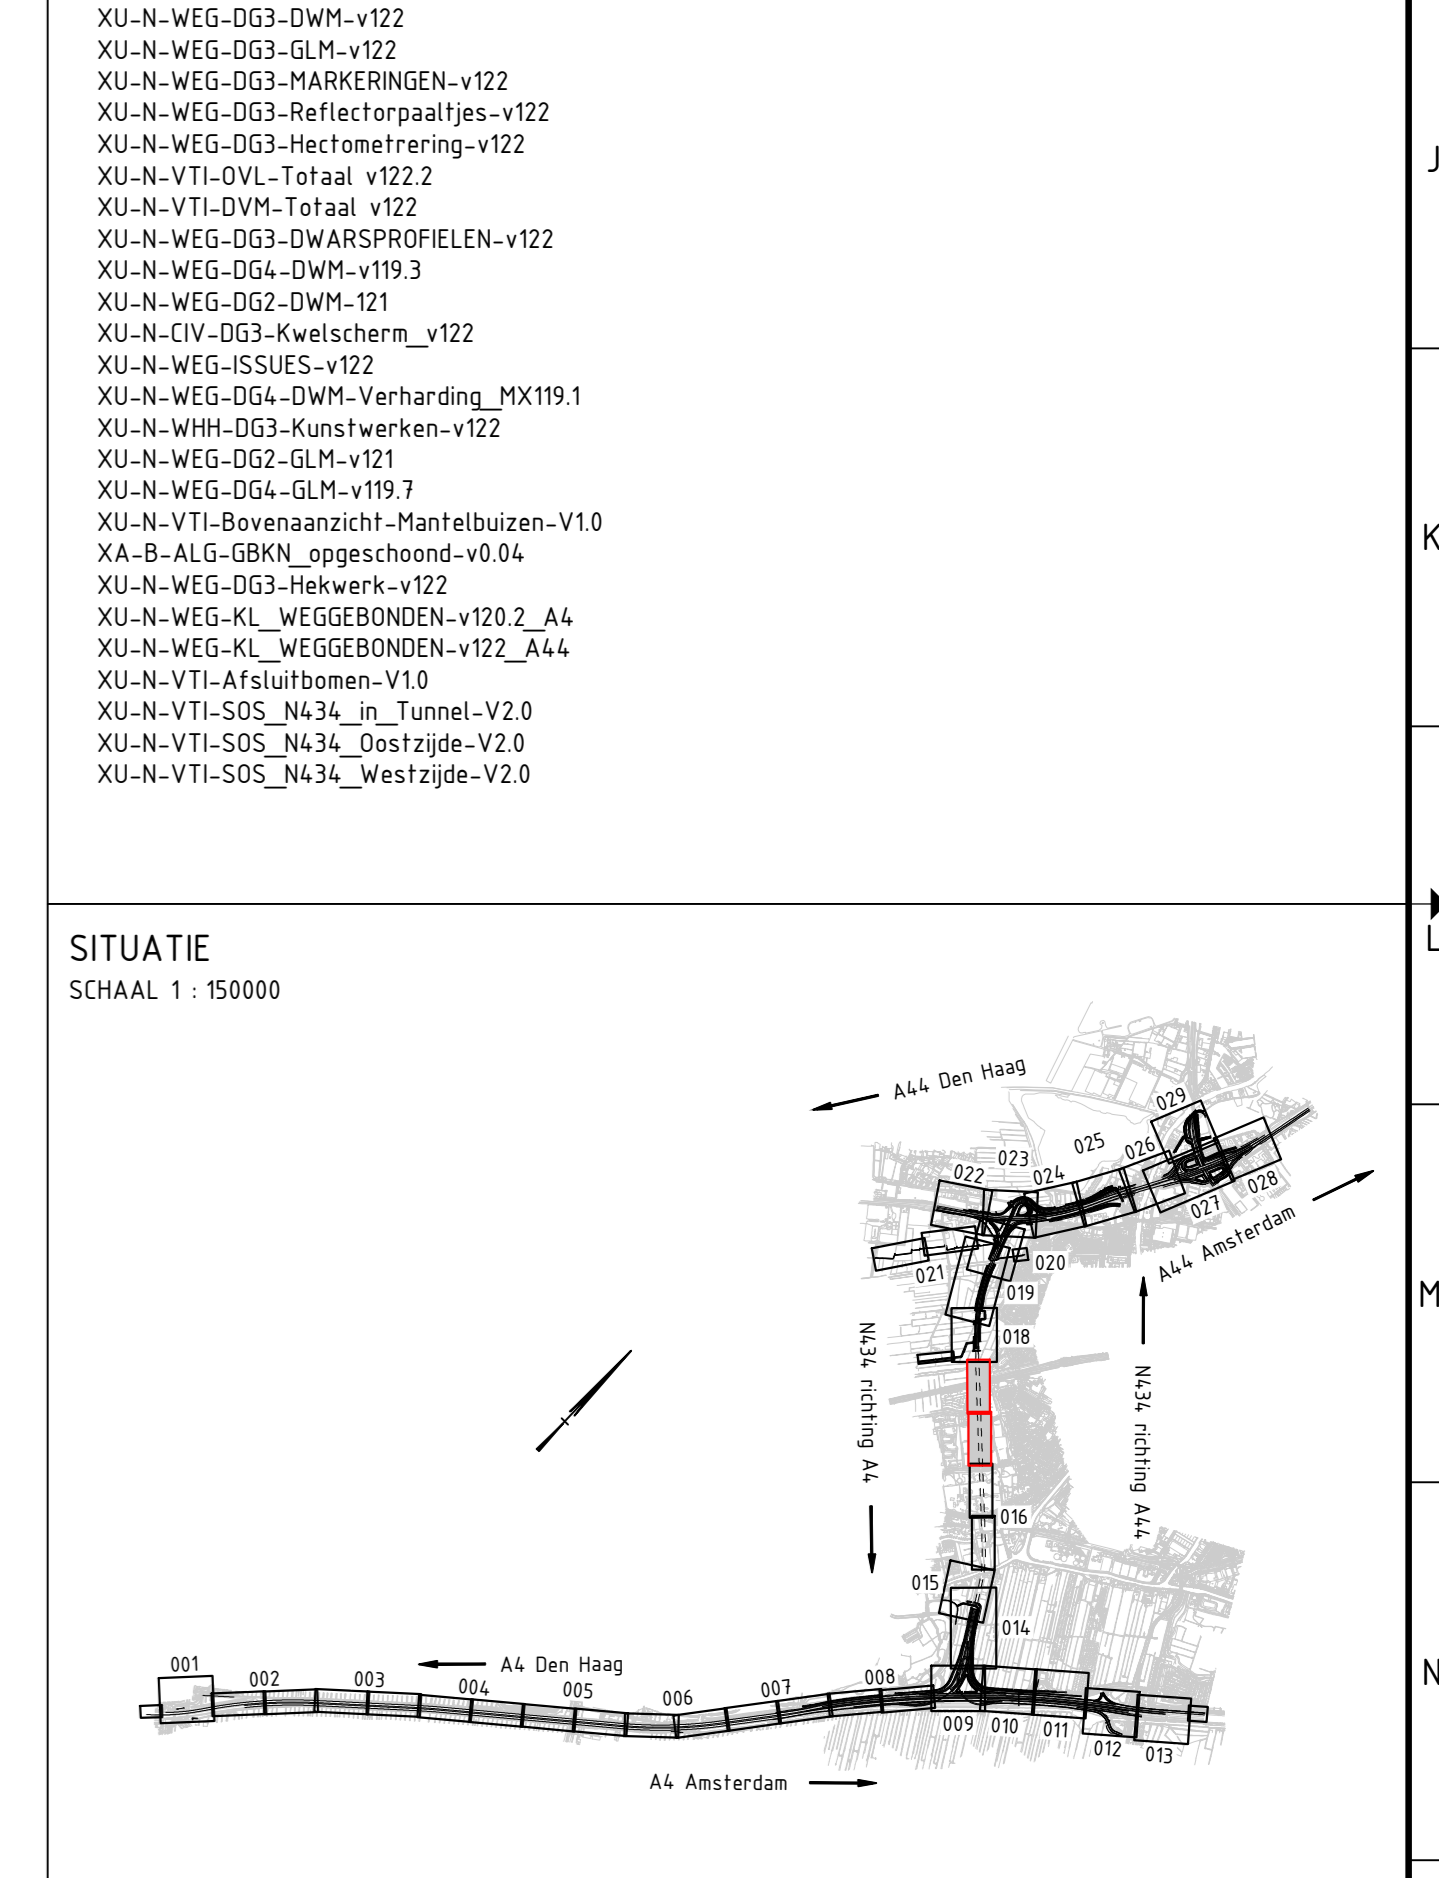 XU-N-WEG-DG3-DWM-v122
XU-N-WEG-DG3-GLM-v122
XU-N-WEG-DG3-MARKERINGEN-v122
XU-N-WEG-DG3-Reflectorpaaltjes-v122
XU-N-WEG-DG3-Hectometrering-v122
XU-N-VTI-OVL-Totaal v122.2
XU-N-VTI-DVM-Totaal v122
XU-N-WEG-DG3-DWARSPROFIELEN-v122
XU-N-WEG-DG4-DWM-v119.3
XU-N-WEG-DG2-DWM-121
XU-N-CIV-DG3-Kwelscherm_v122
XU-N-WEG-ISSUES-v122
XU-N-WEG-DG4-DWM-Verharding_MX119.1
XU-N-WHH-DG3-Kunstwerken-v122
XU-N-WEG-DG2-GLM-v121
XU-N-WEG-DG4-GLM-v119.7
XU-N-VTI-Bovenaanzicht-Mantelbuizen-V1.0
XA-B-ALG-GBKN_opgeschoond-v0.04
XU-N-WEG-DG3-Hekwerk-v122
XU-N-WEG-KL_WEGGEBONDEN-v120.2_A4
XU-N-WEG-KL_WEGGEBONDEN-v122_A44
XU-N-VTI-Afsluitbomen-V1.0
XU-N-VTI-SOS_N434_in_Tunnel-V2.0
XU-N-VTI-SOS_N434_Oostzijde-V2.0
XU-N-VTI-SOS_N434_Westzijde-V2.0
J
K
L
M
N
SITUATIE
SCHAAL 1 : 150000
A44 Den Haag
029
025
026
023
024
022
028
027
A44 Amsterdam
020
021
019
018
N434 richting A4
N434 richting A44
016
015
014
A4 Den Haag
001
002
003
004
005
006
007
008
009
010
011
012
013
A4 Amsterdam